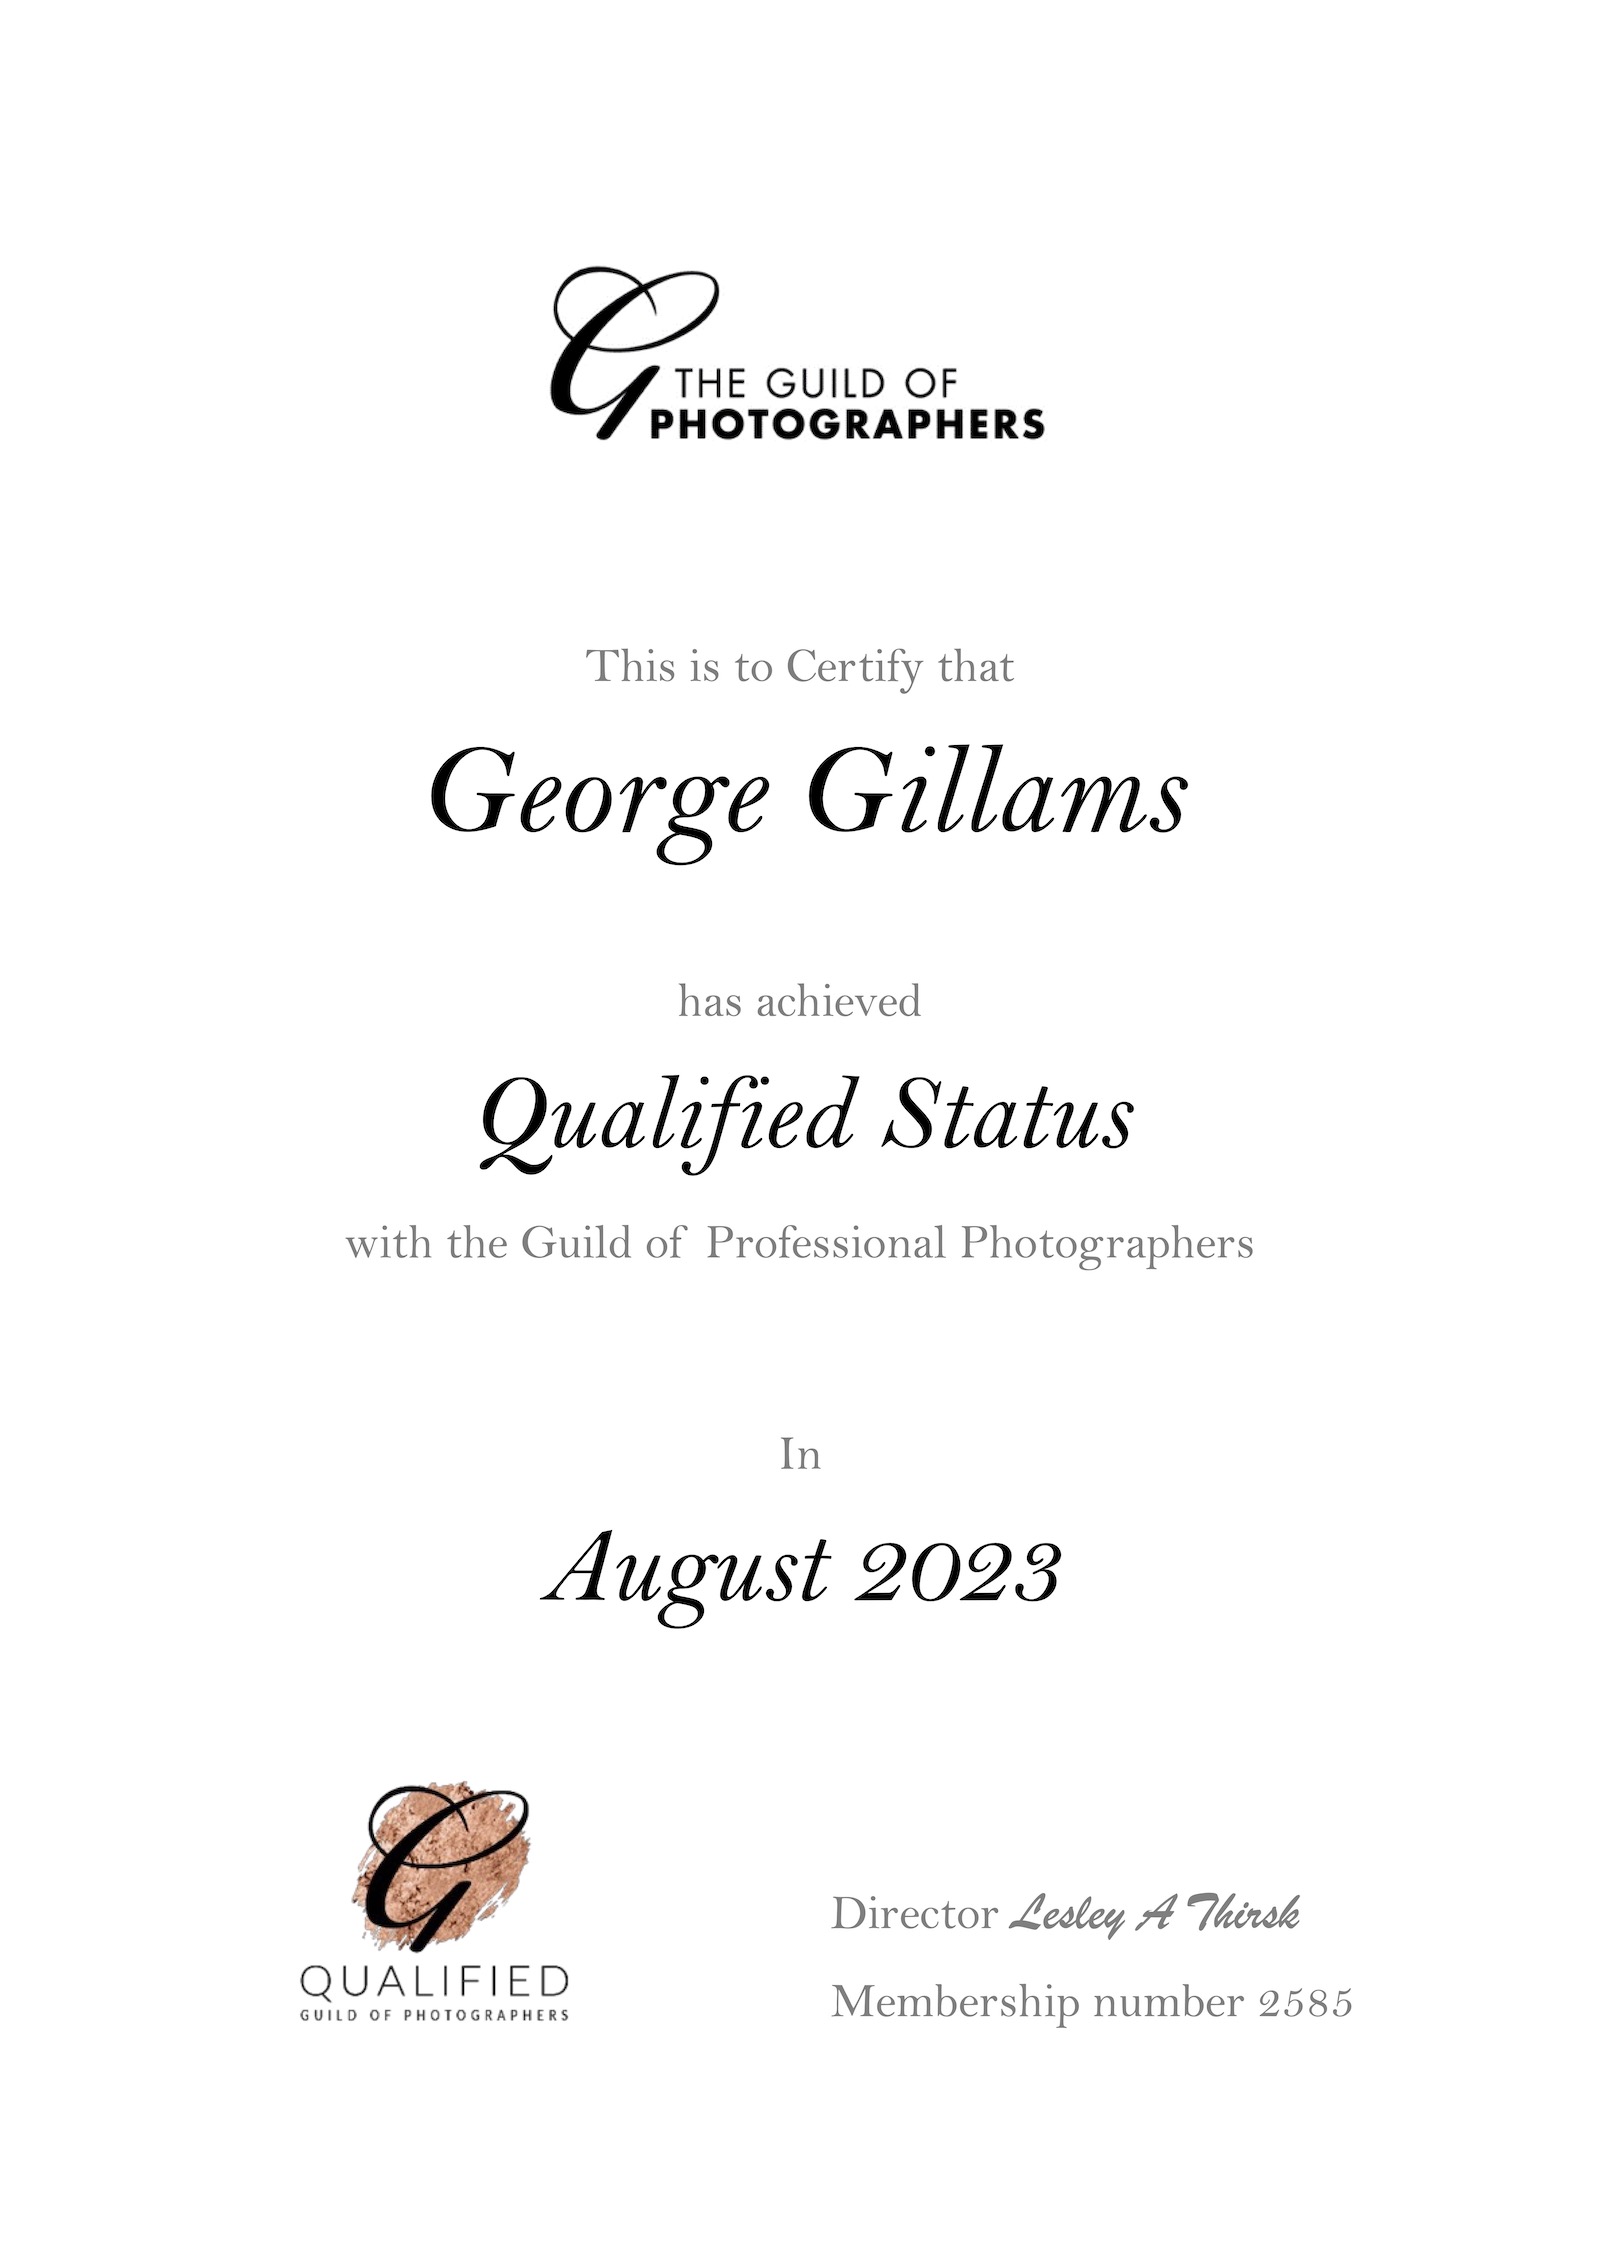 THE GUILD OF
PHOTOGRAPHERS
This is to Certify that
George Gillams
has achieved
Qualified Status
with the Guild of Professional Photographers
In
August 2023
G
QUALIFIED
GUILD OF PHOTOGRAPHERS
Director Lesley A Thirsk
Membership number 2585